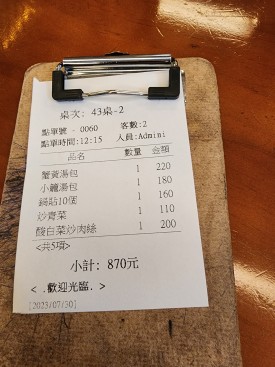 桌次: 43桌-2
點單號 - 0060 客數:2
點單時間:12:15 人員:Admini
品名 數量 金額
蟹黃湯包 1 220
小籠湯包 1 180
鍋貼10個 1 160
炒青菜 1 110
酸白菜炒肉絲 1 200
<共5項>
小計: 870元
< .歡迎光臨. >
[2023/07/30]